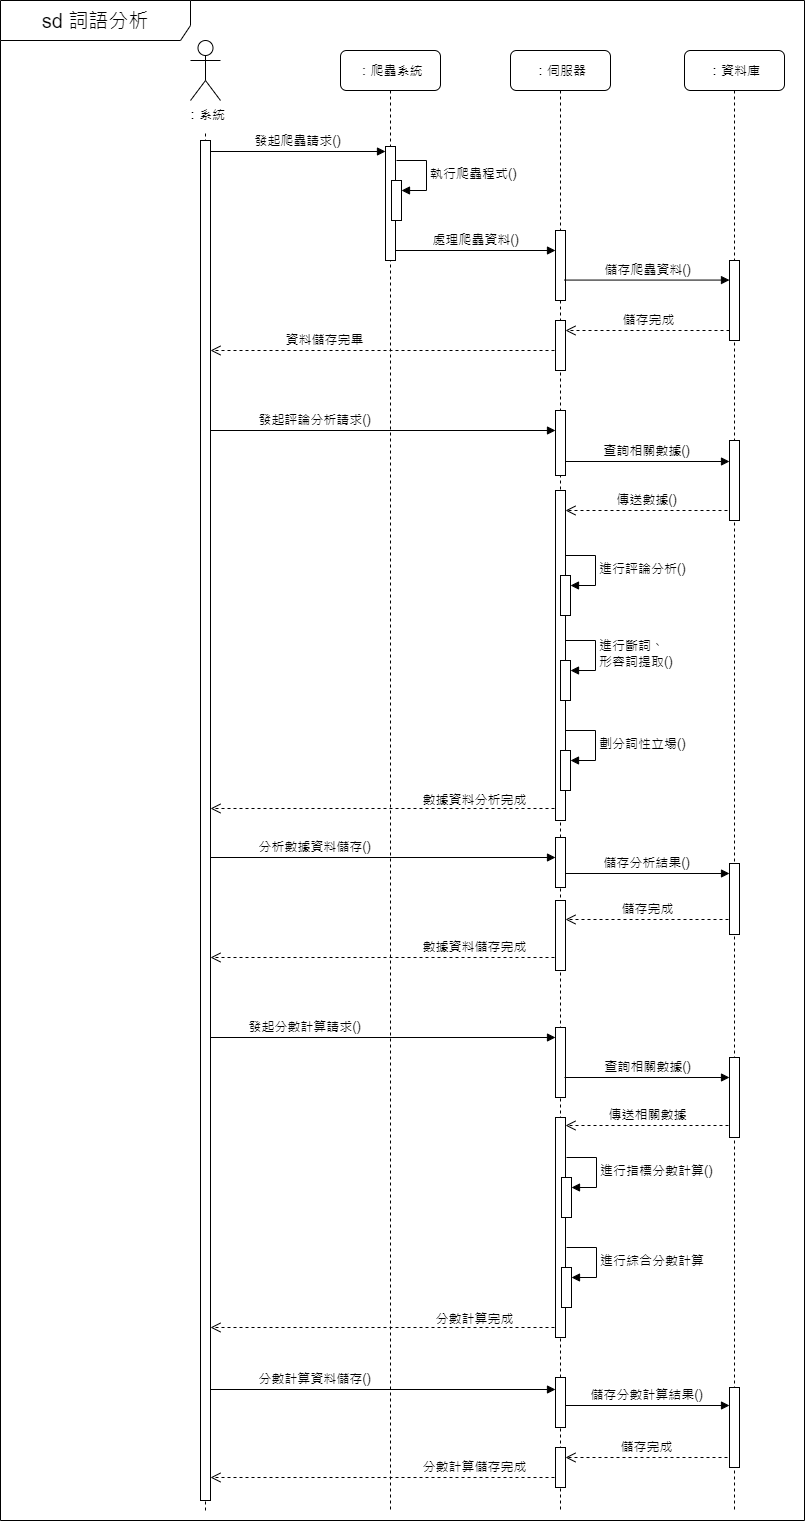 sd 詞語分析
：爬蟲系統
：伺服器
：資料庫
：系統
發起爬蟲請求()
執行爬蟲程式()
處理爬蟲資料()
儲存爬蟲資料()
儲存完成
資料儲存完畢
發起評論分析請求()
查詢相關數據()
傳送數據()
進行評論分析()
進行斷詞、
形容詞提取()
劃分詞性立場()
數據資料分析完成
分析數據資料儲存()
儲存分析結果()
儲存完成
數據資料儲存完成
發起分數計算請求()
查詢相關數據()
傳送相關數據
進行指標分數計算()
進行綜合分數計算
分數計算完成
分數計算資料儲存()
儲存分數計算結果()
儲存完成
分數計算儲存完成